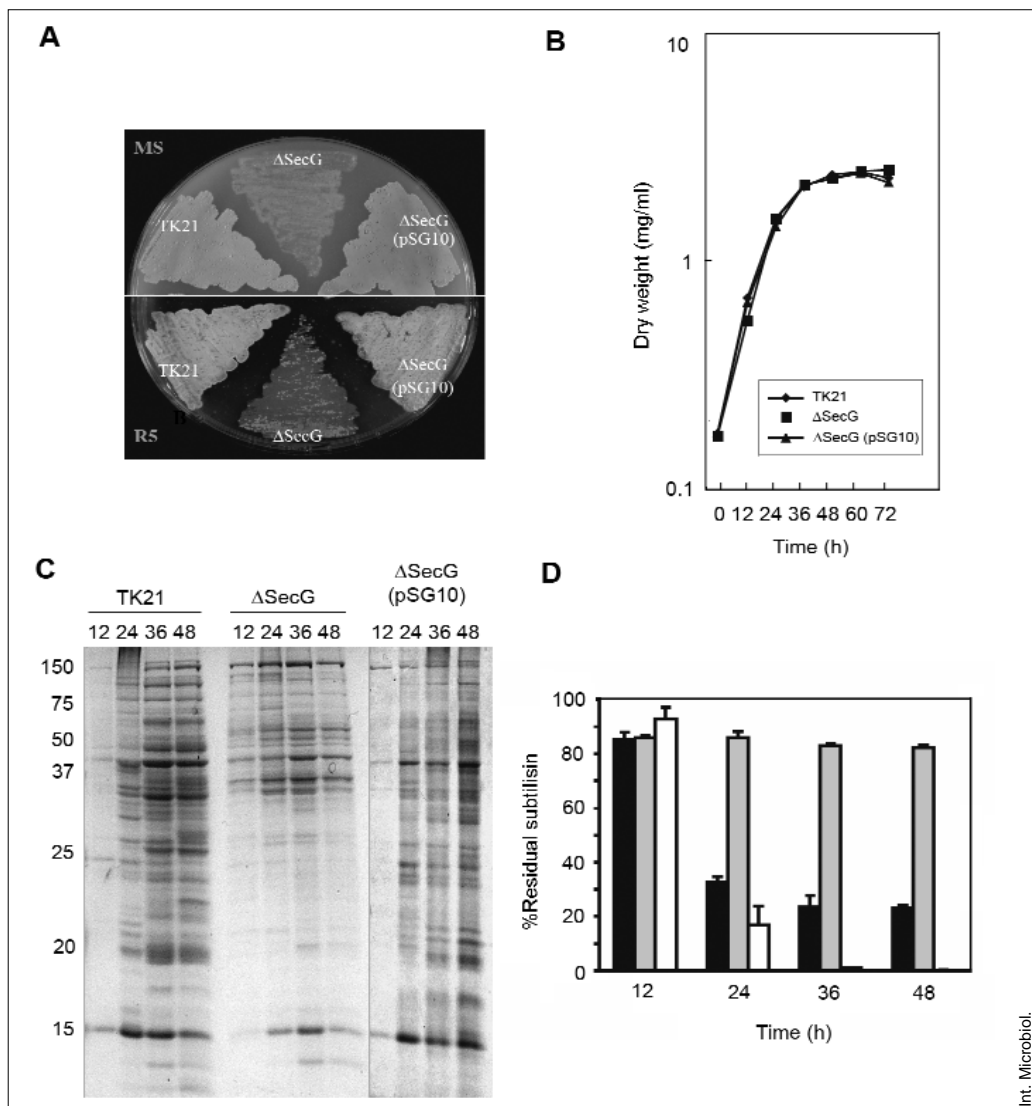 A
MS
ΔSecG
TK21
ΔSecG
(pSG10)
TK21
ΔSecG
(pSG10)
B
R5
ΔSecG
B
10
1
0.1
Dry weight (mg/ml)
TK21
ΔSecG
ΔSecG (pSG10)
0 12 24 36 48 60 72
Time (h)
C
TK21
ΔSecG
ΔSecG
(pSG10)
12 24 36 48
12 24 36 48
12 24 36 48
150
75
50
37
25
20
15
D
%Residual subtilisin
100
80
60
40
20
0
12 24 36 48
Time (h)
Int. Microbiol.